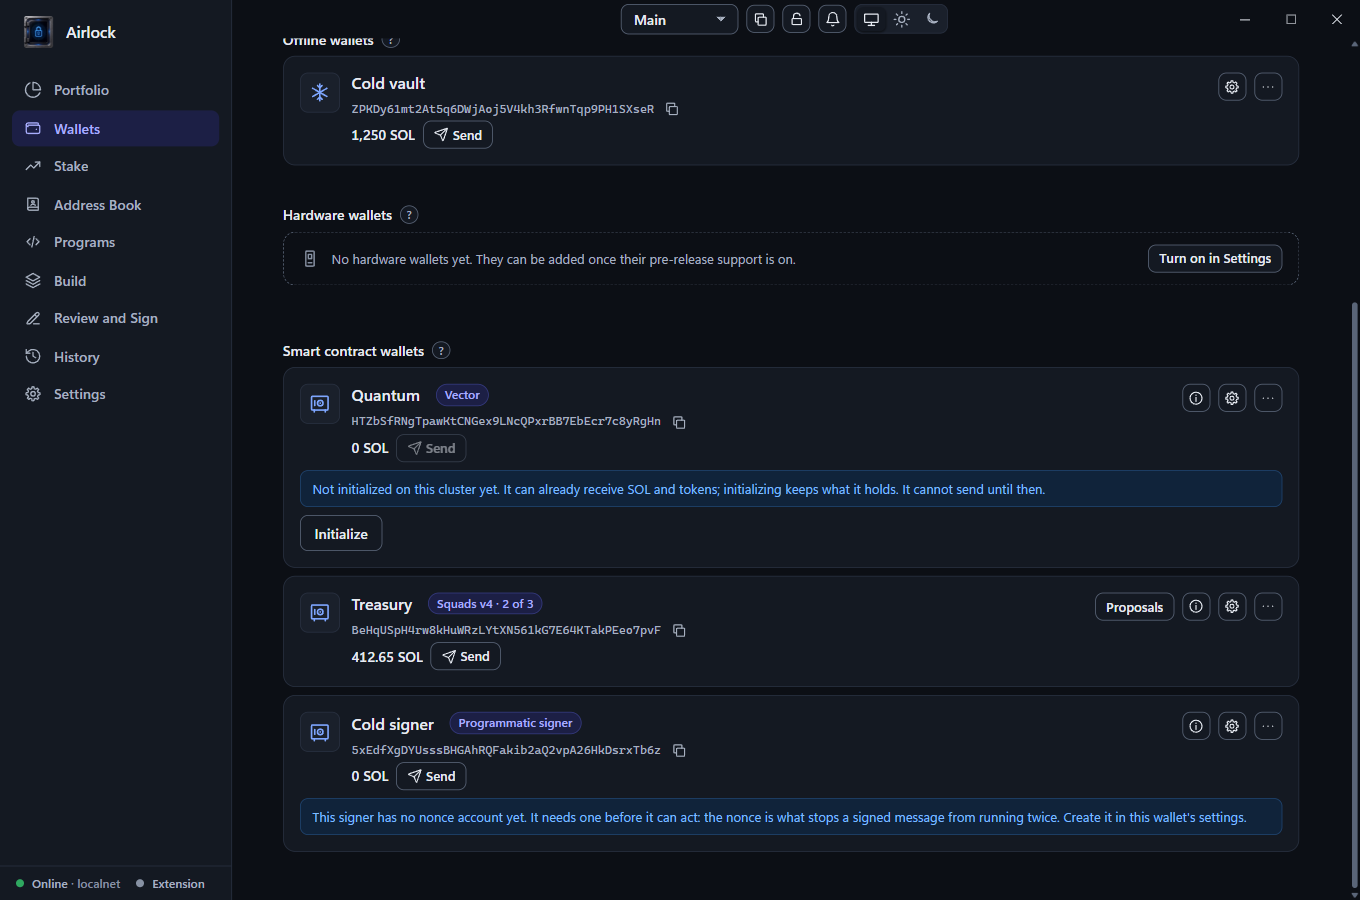 Airlock
Main
Portfolio
Wallets
Stake
Address Book
Programs
Build
Review and Sign
History
Settings
Online · localnet
Extension
Offline wallets ?
Cold vault
ZPKDy61mt2At5q6DWjAoj5V4kh3RfwnTqp9PH1SXseR
1,250 SOL Send
Hardware wallets ?
No hardware wallets yet. They can be added once their pre-release support is on.
Turn on in Settings
Smart contract wallets ?
Quantum Vector
HTZbSfRNgTpawKtCNGex9LNcQPxrBB7EbEcr7c8yRgHn
0 SOL Send
Not initialized on this cluster yet. It can already receive SOL and tokens; initializing keeps what it holds. It cannot send until then.
Initialize
Treasury Squads v4 · 2 of 3
Proposals
BeHqUSpH4rw8kHuWRzLYtXN561kG7E64KTakPEeo7pvF
412.65 SOL Send
Cold signer Programmatic signer
5xEdfXgDYUsssBHGAhRQFakib2aQ2vpA26HkDsrxTb6z
0 SOL Send
This signer has no nonce account yet. It needs one before it can act: the nonce is what stops a signed message from running twice. Create it in this wallet's settings.